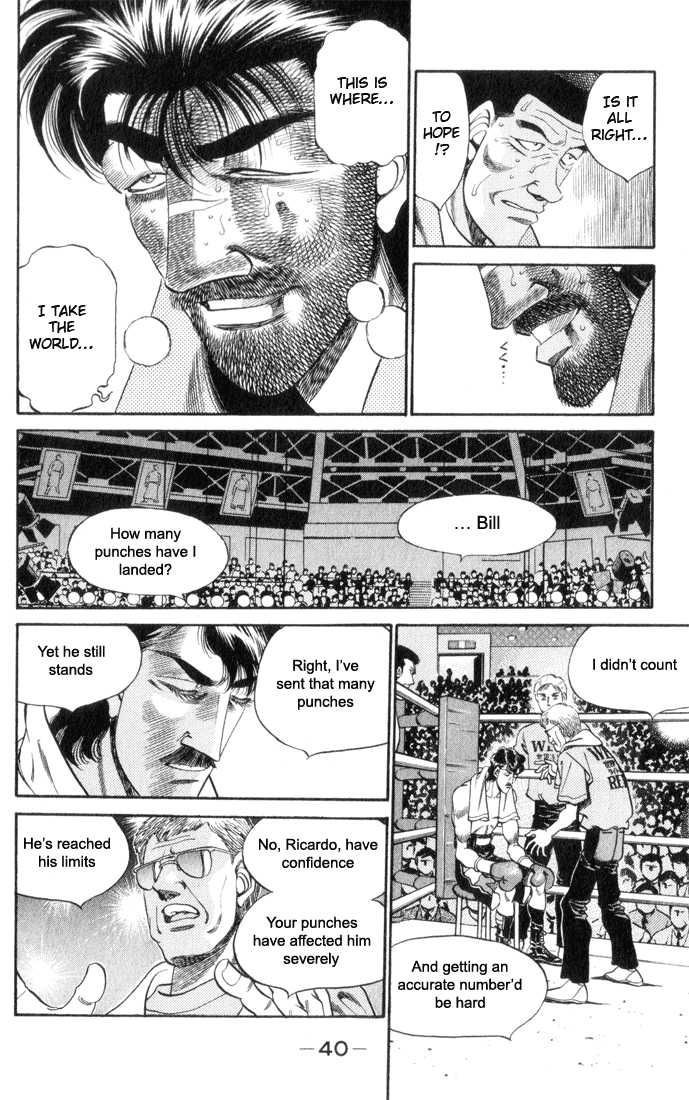 IS IT
ALL
RIGHT...
TO
HOPE
!?
THIS IS
WHERE...
I TAKE
THE
WORLD...
... Bill
How many
punches have I
landed?
I didn't count
And getting an
accurate number'd
be hard
Right, I've
sent that many
punches
Yet he still
stands
No, Ricardo, have
confidence
Your punches
have affected him
severely
He's reached
his limits
-40-